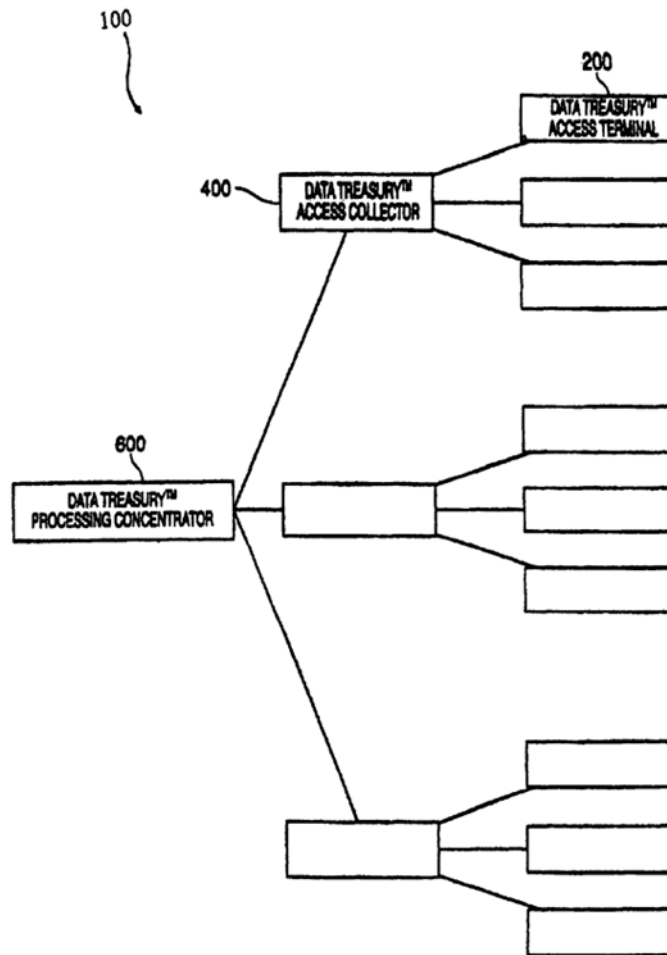 100
200
DATA TREASURY™
ACCESS TERMINAL
400
DATA TREASURY™
ACCESS COLLECTOR
600
DATA TREASURY™
PROCESSING CONCENTRATOR